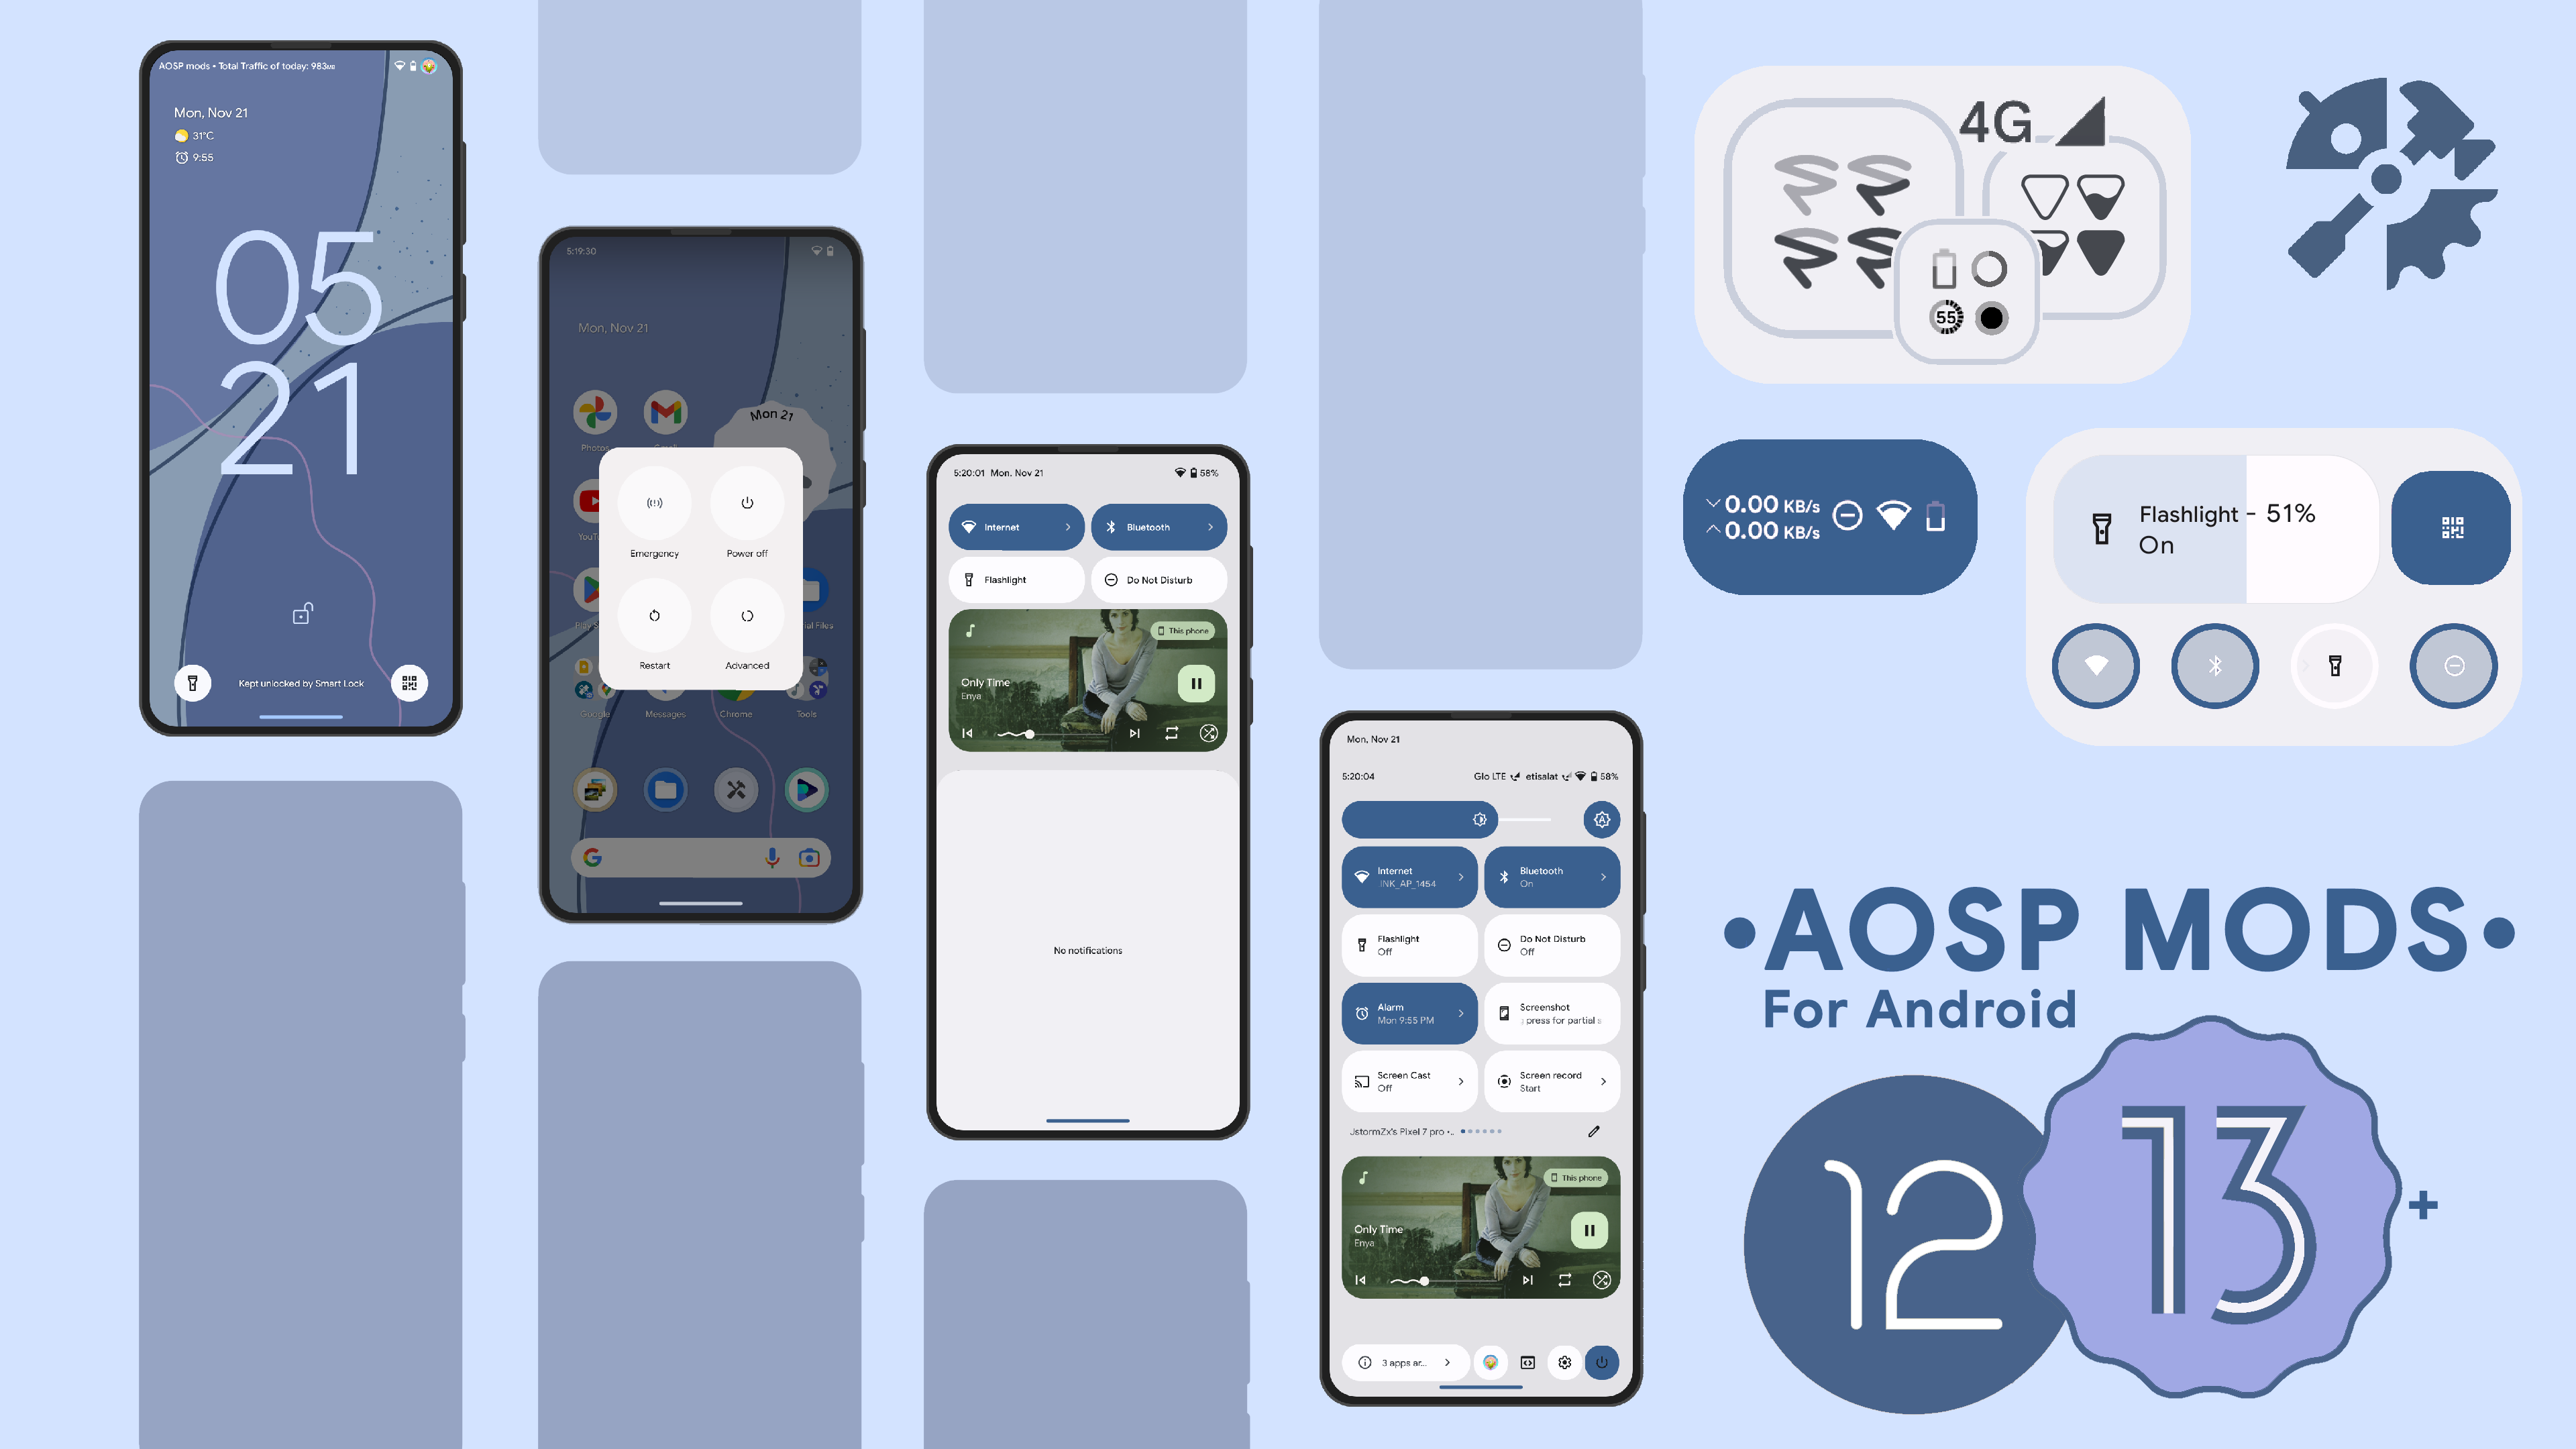 AOSP mods • Total Traffic of today: 983MB
Mon, Nov 21
31°C
9:55
05
21
Kept unlocked by Smart Lock
5:19:30
Mon, Nov 21
Mon 21
Photos
Emergency
Power off
Restart
Advanced
Google
Messages
Chrome
Tools
5:20:01 Mon, Nov 21
58%
Internet
Bluetooth
Flashlight
Do Not Disturb
This phone
Only Time
Enya
No notifications
Mon, Nov 21
5:20:04
Glo LTE
etisalat
58%
Internet
INK_AP_1454
Bluetooth
On
Flashlight
Off
Do Not Disturb
Off
Alarm
Mon 9:55 PM
Screenshot
press for partial s
Screen Cast
Off
Screen record
Start
JstormZx's Pixel 7 pro •..
This phone
Only Time
Enya
3 apps ar...
4G
55
0.00 KB/s
0.00 KB/s
Flashlight - 51%
On
•AOSP MODS•
For Android
12
13
+